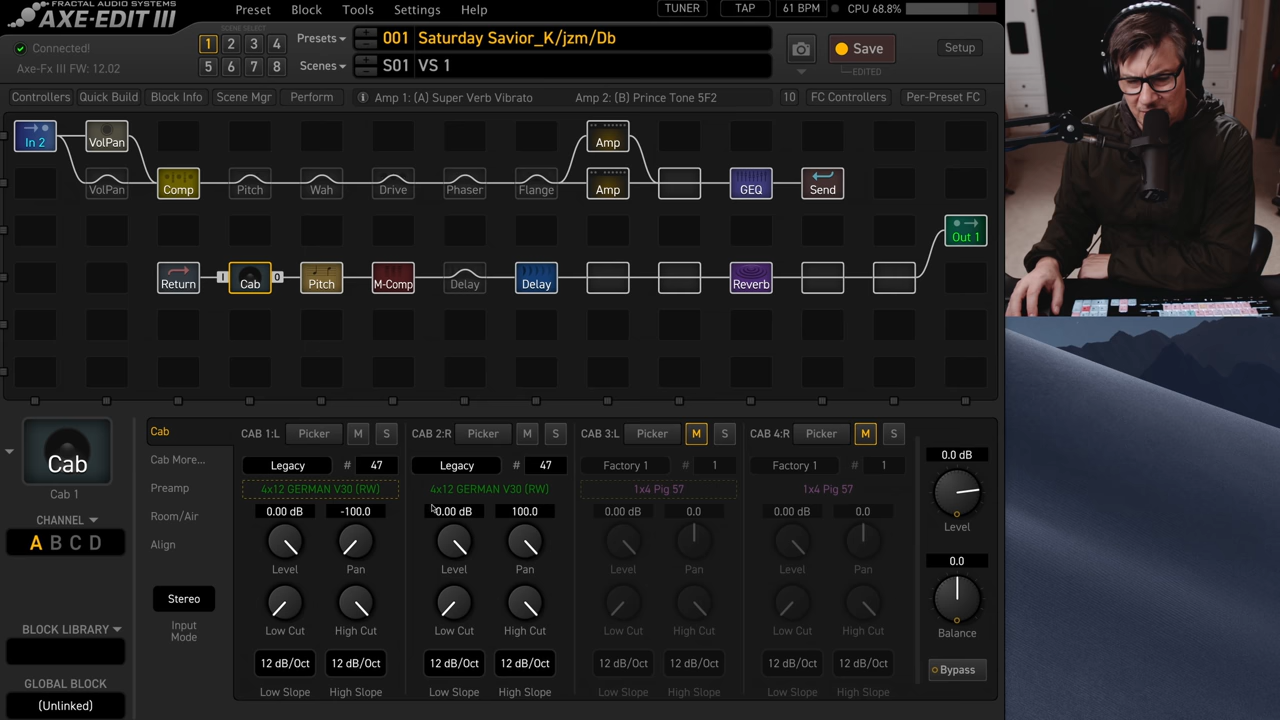 FRACTAL AUDIO SYSTEMS
AXE-EDIT III
Preset Block Tools Settings Help
TUNER TAP 61 BPM CPU 68.8%
Connected!
Axe-Fx III FW 12.02
SCENE SELECT
1 2 3 4
5 6 7 8
Presets 001 Saturday Savior_K/jzm/Db
Scenes S01 VS 1
Save
EDITED
Setup
Controllers Quick Build Block Info Scene Mgr Perform Amp 1: (A) Super Verb Vibrato Amp 2: (B) Prince Tone 5F2 10 FC Controllers Per-Preset FC
In 2 VolPan Amp
VolPan Comp Pitch Wah Drive Phaser Flange Amp GEQ Send
Out 1
Return I Cab O Pitch M-Comp Delay Delay Reverb
Cab
Cab 1
CHANNEL
A B C D
BLOCK LIBRARY
GLOBAL BLOCK
(Unlinked)
Cab
Cab More...
Preamp
Room/Air
Align
Stereo
Input
Mode
CAB 1:L Picker M S CAB 2:R Picker M S CAB 3:L Picker M S CAB 4:R Picker M S
Legacy # 47 Legacy # 47 Factory 1 # 1 Factory 1 # 1
4x12 GERMAN V30 (RW) 4x12 GERMAN V30 (RW) 1x4 Pig 57 1x4 Pig 57
0.00 dB -100.0 0.00 dB 100.0 0.00 dB 0.0 0.00 dB 0.0
Level Pan Level Pan Level Pan Level Pan
Low Cut High Cut Low Cut High Cut Low Cut High Cut Low Cut High Cut
12 dB/Oct 12 dB/Oct 12 dB/Oct 12 dB/Oct 12 dB/Oct 12 dB/Oct 12 dB/Oct 12 dB/Oct
Low Slope High Slope Low Slope High Slope Low Slope High Slope Low Slope High Slope
0.0 dB
Level
0.0
Balance
Bypass